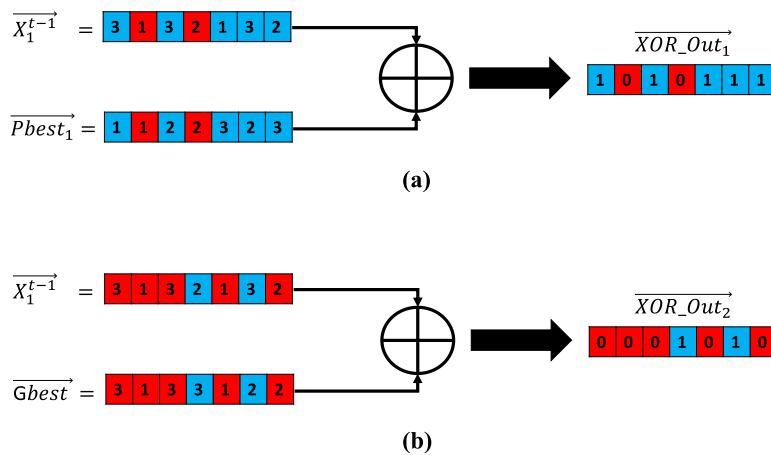 X₁ᵗ⁻¹ = 3 1 3 2 1 3 2
XOR_Out₁
1 0 1 0 1 1 1
Pbest₁ = 1 1 2 2 3 2 3
(a)
X₁ᵗ⁻¹ = 3 1 3 2 1 3 2
XOR_Out₂
0 0 0 1 0 1 0
Gbest = 3 1 3 3 1 2 2
(b)